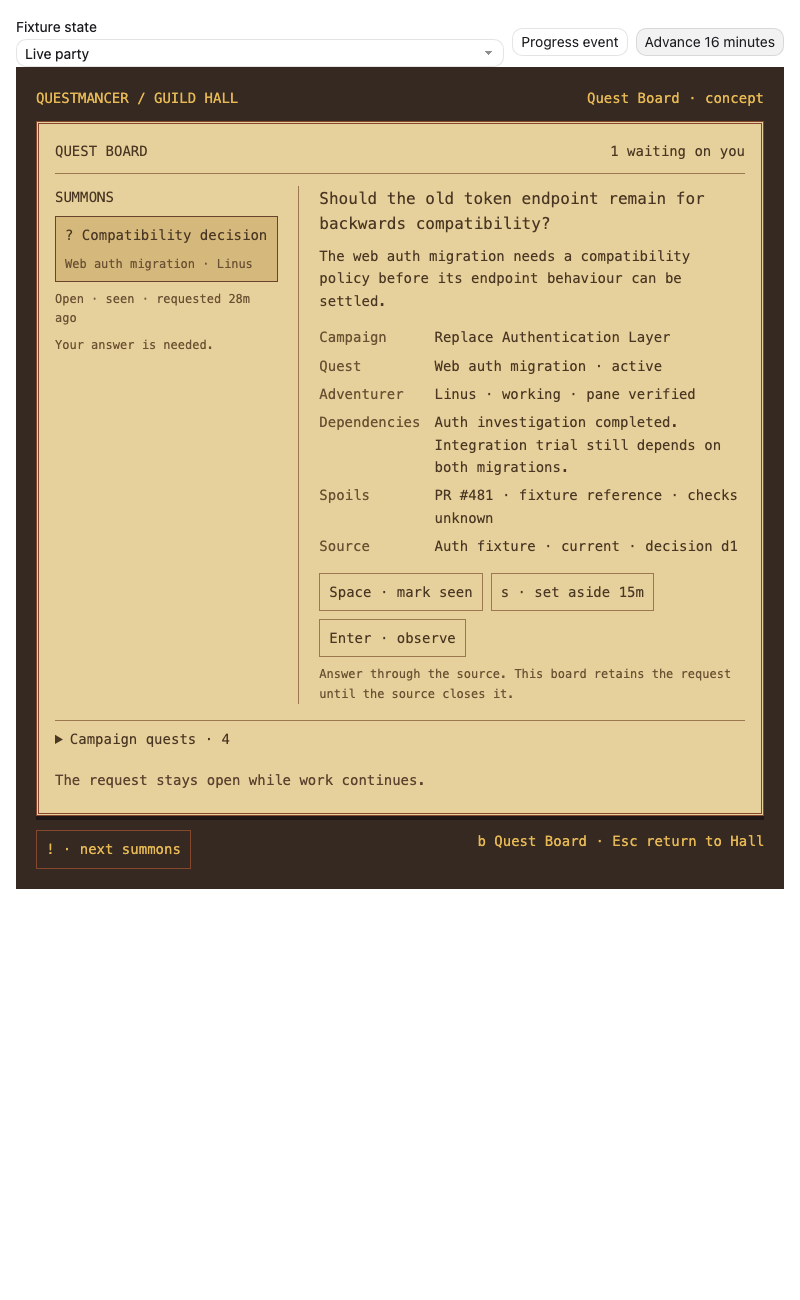 Fixture state
Live party
Progress event
Advance 16 minutes
QUESTMANCER / GUILD HALL
Quest Board · concept
QUEST BOARD
1 waiting on you
SUMMONS
? Compatibility decision
Web auth migration · Linus
Open · seen · requested 28m
ago
Your answer is needed.
Should the old token endpoint remain for
backwards compatibility?
The web auth migration needs a compatibility
policy before its endpoint behaviour can be
settled.
Campaign Replace Authentication Layer
Quest Web auth migration · active
Adventurer Linus · working · pane verified
Dependencies Auth investigation completed.
Integration trial still depends on
both migrations.
Spoils PR #481 · fixture reference · checks
unknown
Source Auth fixture · current · decision d1
Space · mark seen
s · set aside 15m
Enter · observe
Answer through the source. This board retains the request
until the source closes it.
▶ Campaign quests · 4
The request stays open while work continues.
! · next summons
b Quest Board · Esc return to Hall